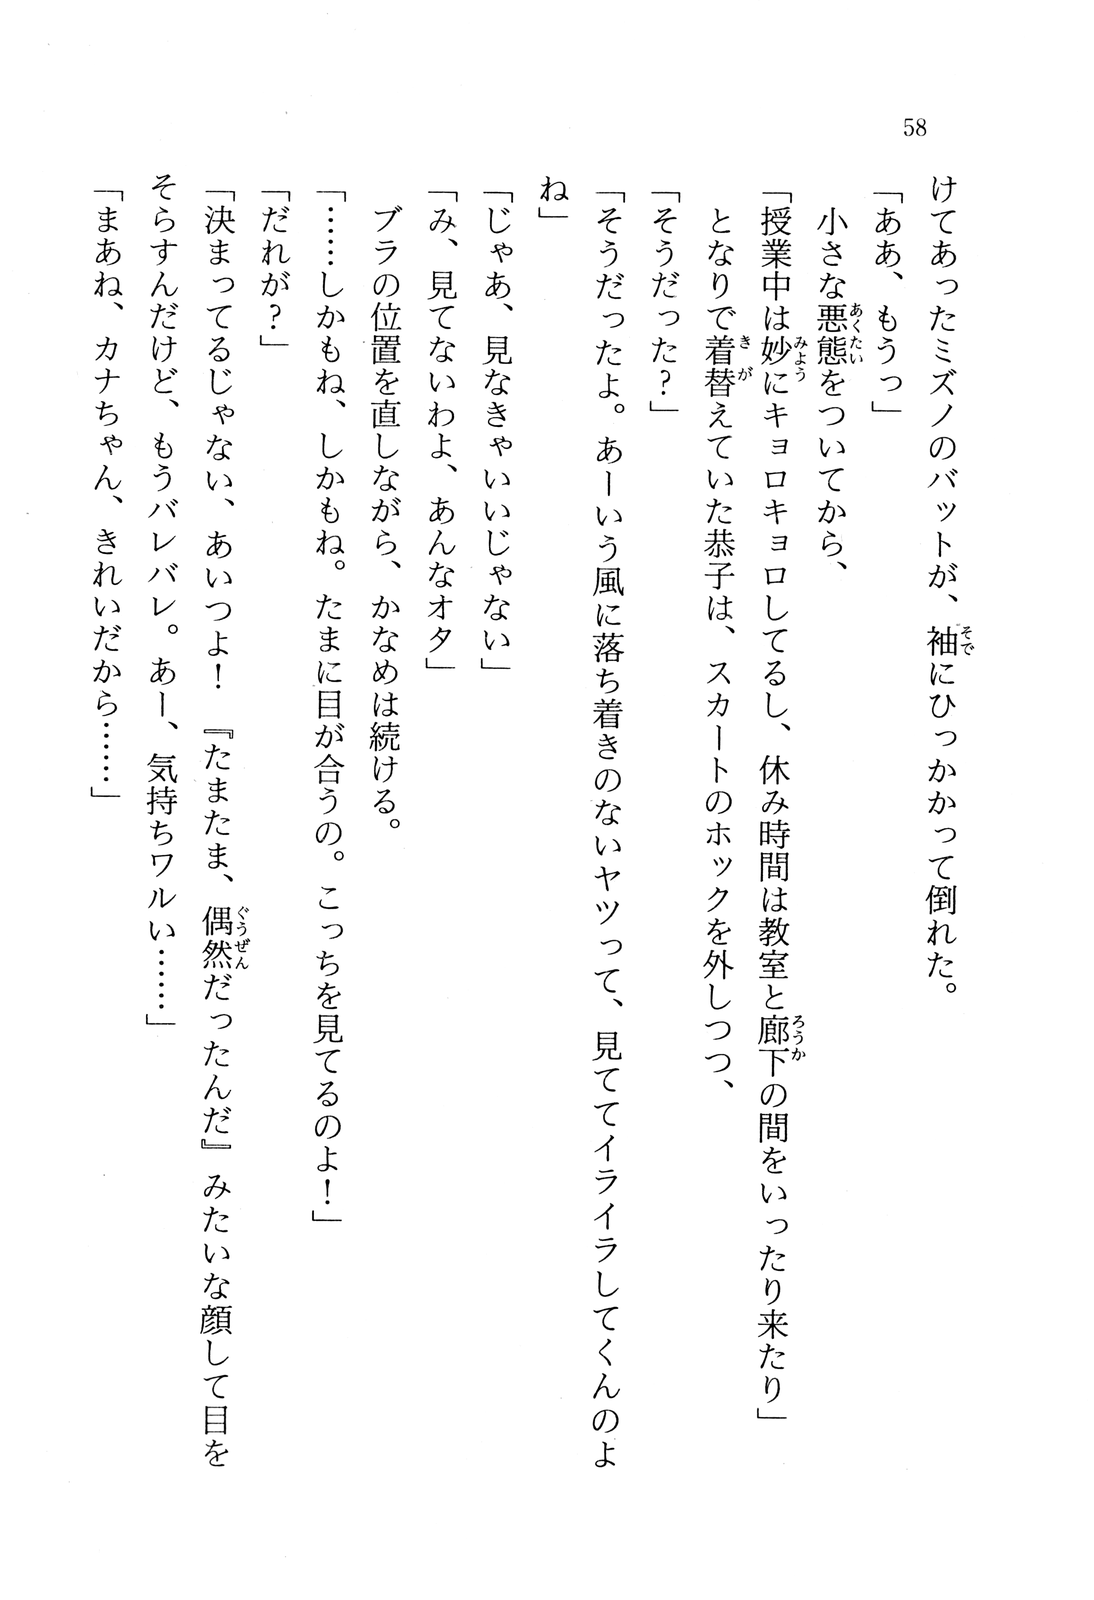 58
けてあったミズノのバットが、袖にひっかかって倒れた。
「ああ、もうっ」
小さな悪態をついてから、
「授業中は妙にキョロキョロしてるし、休み時間は教室と廊下の間をいったり来たり」
となりで着替えていた恭子は、スカートのホックを外しつつ、
「そうだった?」
「そうだったよ。あーいう風に落ち着きのないヤツって、見ててイライラしてくんのよ
ね」
「じゃあ、見なきゃいいじゃない」
「み、見てないわよ、あんなオタ」
ブラの位置を直しながら、かなめは続ける。
「……しかもね、しかもね。たまに目が合うの。こっちを見てるのよ!」
「だれが?」
「決まってるじゃない、あいつよ! 『たまたま、偶然だったんだ』みたいな顔して目を
そらすんだけど、もうバレバレ。あー、気持ちワルい……」
「まあね、カナちゃん、きれいだから……」